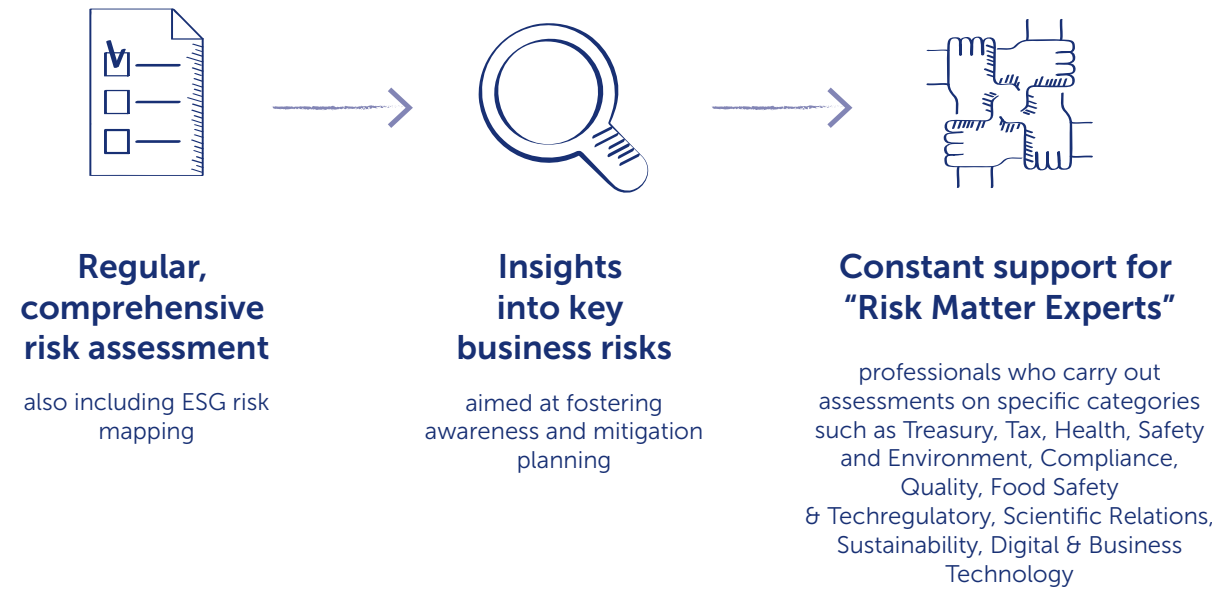 Regular,
comprehensive
risk assessment
also including ESG risk
mapping
Insights
into key
business risks
aimed at fostering
awareness and mitigation
planning
Constant support for
“Risk Matter Experts”
professionals who carry out
assessments on specific categories
such as Treasury, Tax, Health, Safety
and Environment, Compliance,
Quality, Food Safety
& Techregulatory, Scientific Relations,
Sustainability, Digital & Business
Technology